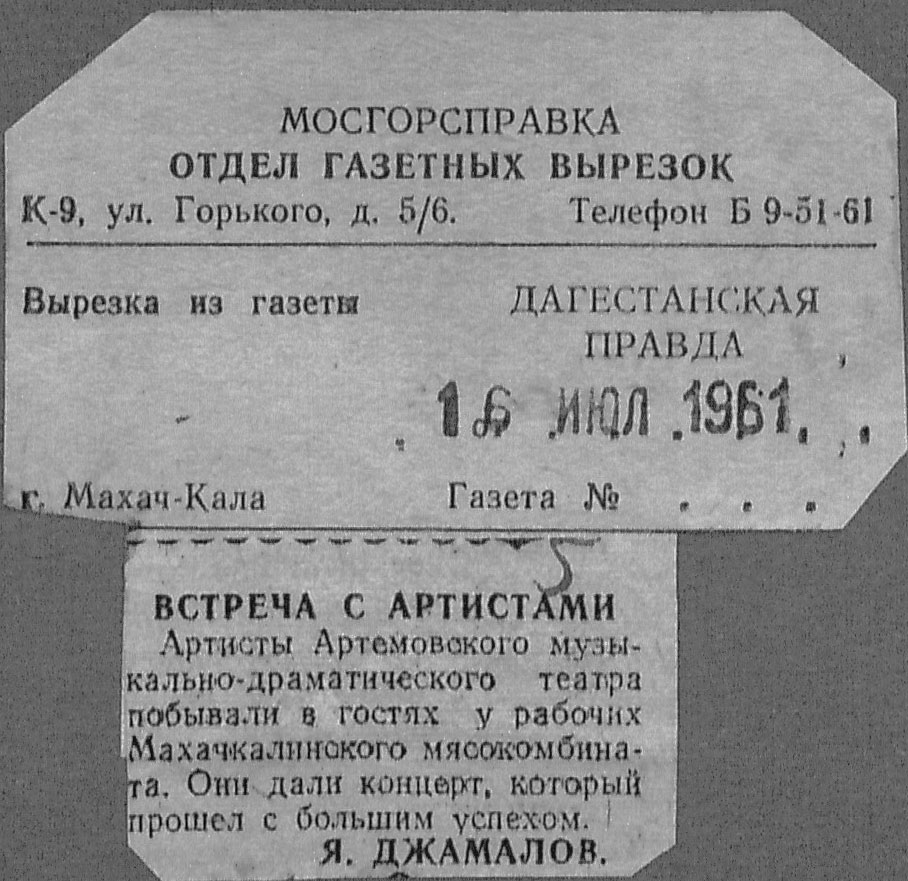 МОСГОРСПРАВКА
ОТДЕЛ ГАЗЕТНЫХ ВЫРЕЗОК
К-9, ул. Горького, д. 5/6. Телефон Б 9-51-61
Вырезка из газеты ДАГЕСТАНСКАЯ
ПРАВДА
16 ИЮЛ 1961
г. Махач-Кала Газета № . . .
5
ВСТРЕЧА С АРТИСТАМИ
Артисты Артемовского музы-
кально-драматического театра
побывали в гостях у рабочих
Махачкалинского мясокомбина-
та. Они дали концерт, который
прошел с большим успехом.
Я. ДЖАМАЛОВ.